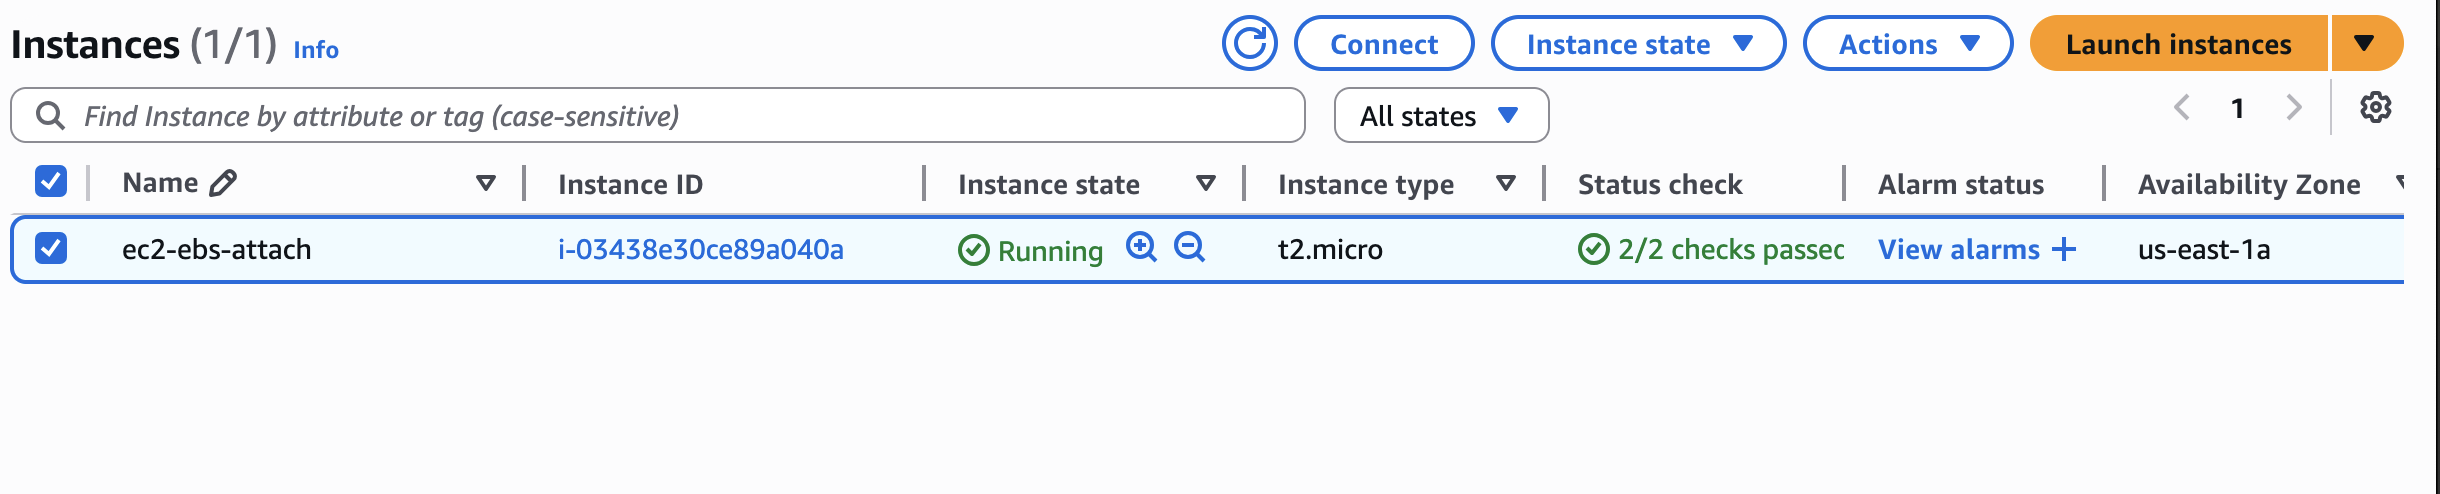 Instances (1/1) Info Connect Instance state Actions Launch instances
Find Instance by attribute or tag (case-sensitive) All states 1
Name Instance ID Instance state Instance type Status check Alarm status Availability Zone
ec2-ebs-attach i-03438e30ce89a040a Running t2.micro 2/2 checks passec View alarms + us-east-1a